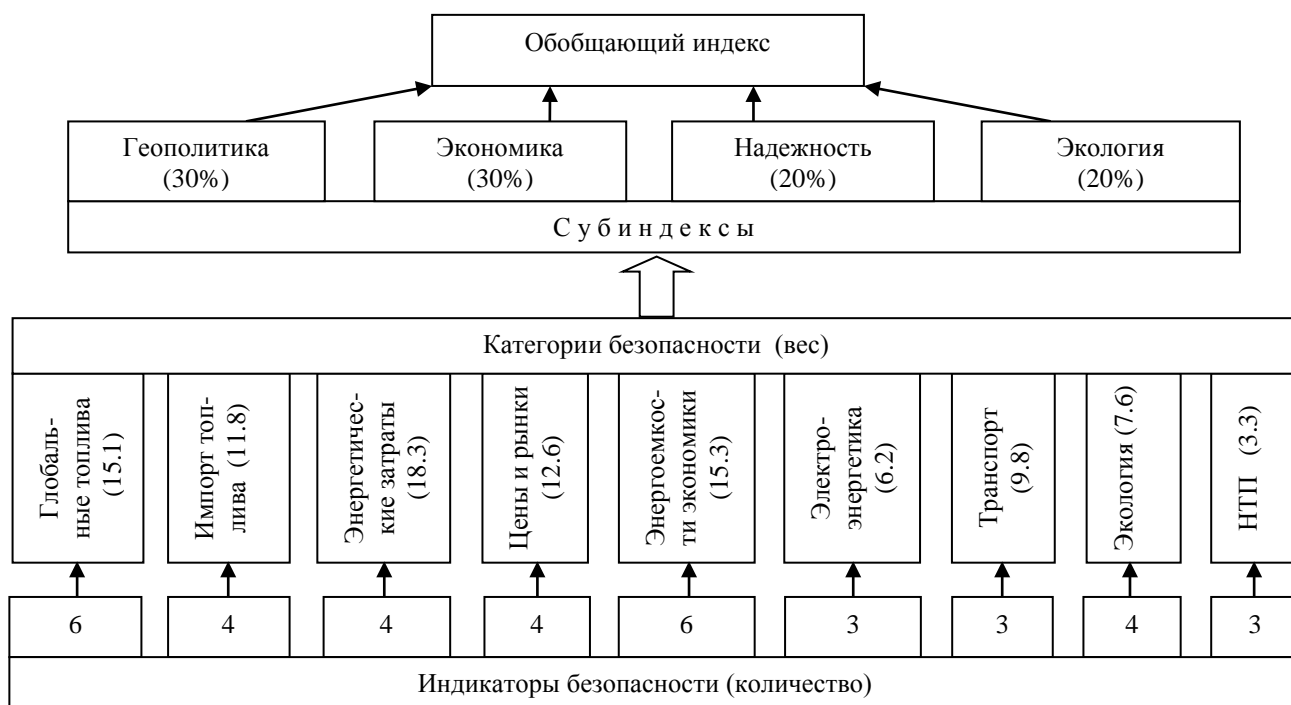 Обобщающий индекс
Геополитика
(30%)
Экономика
(30%)
Надежность
(20%)
Экология
(20%)
С у б и н д е к с ы
Категории безопасности (вес)
Глобаль-
ные топлива
(15.1)
Импорт топ-
лива (11.8)
Энергетичес-
кие затраты
(18.3)
Цены и рынки
(12.6)
Энергоемкос-
ти экономики
(15.3)
Электро-
энергетика
(6.2)
Транспорт
(9.8)
Экология (7.6)
НТП (3.3)
6
4
4
4
6
3
3
4
3
Индикаторы безопасности (количество)